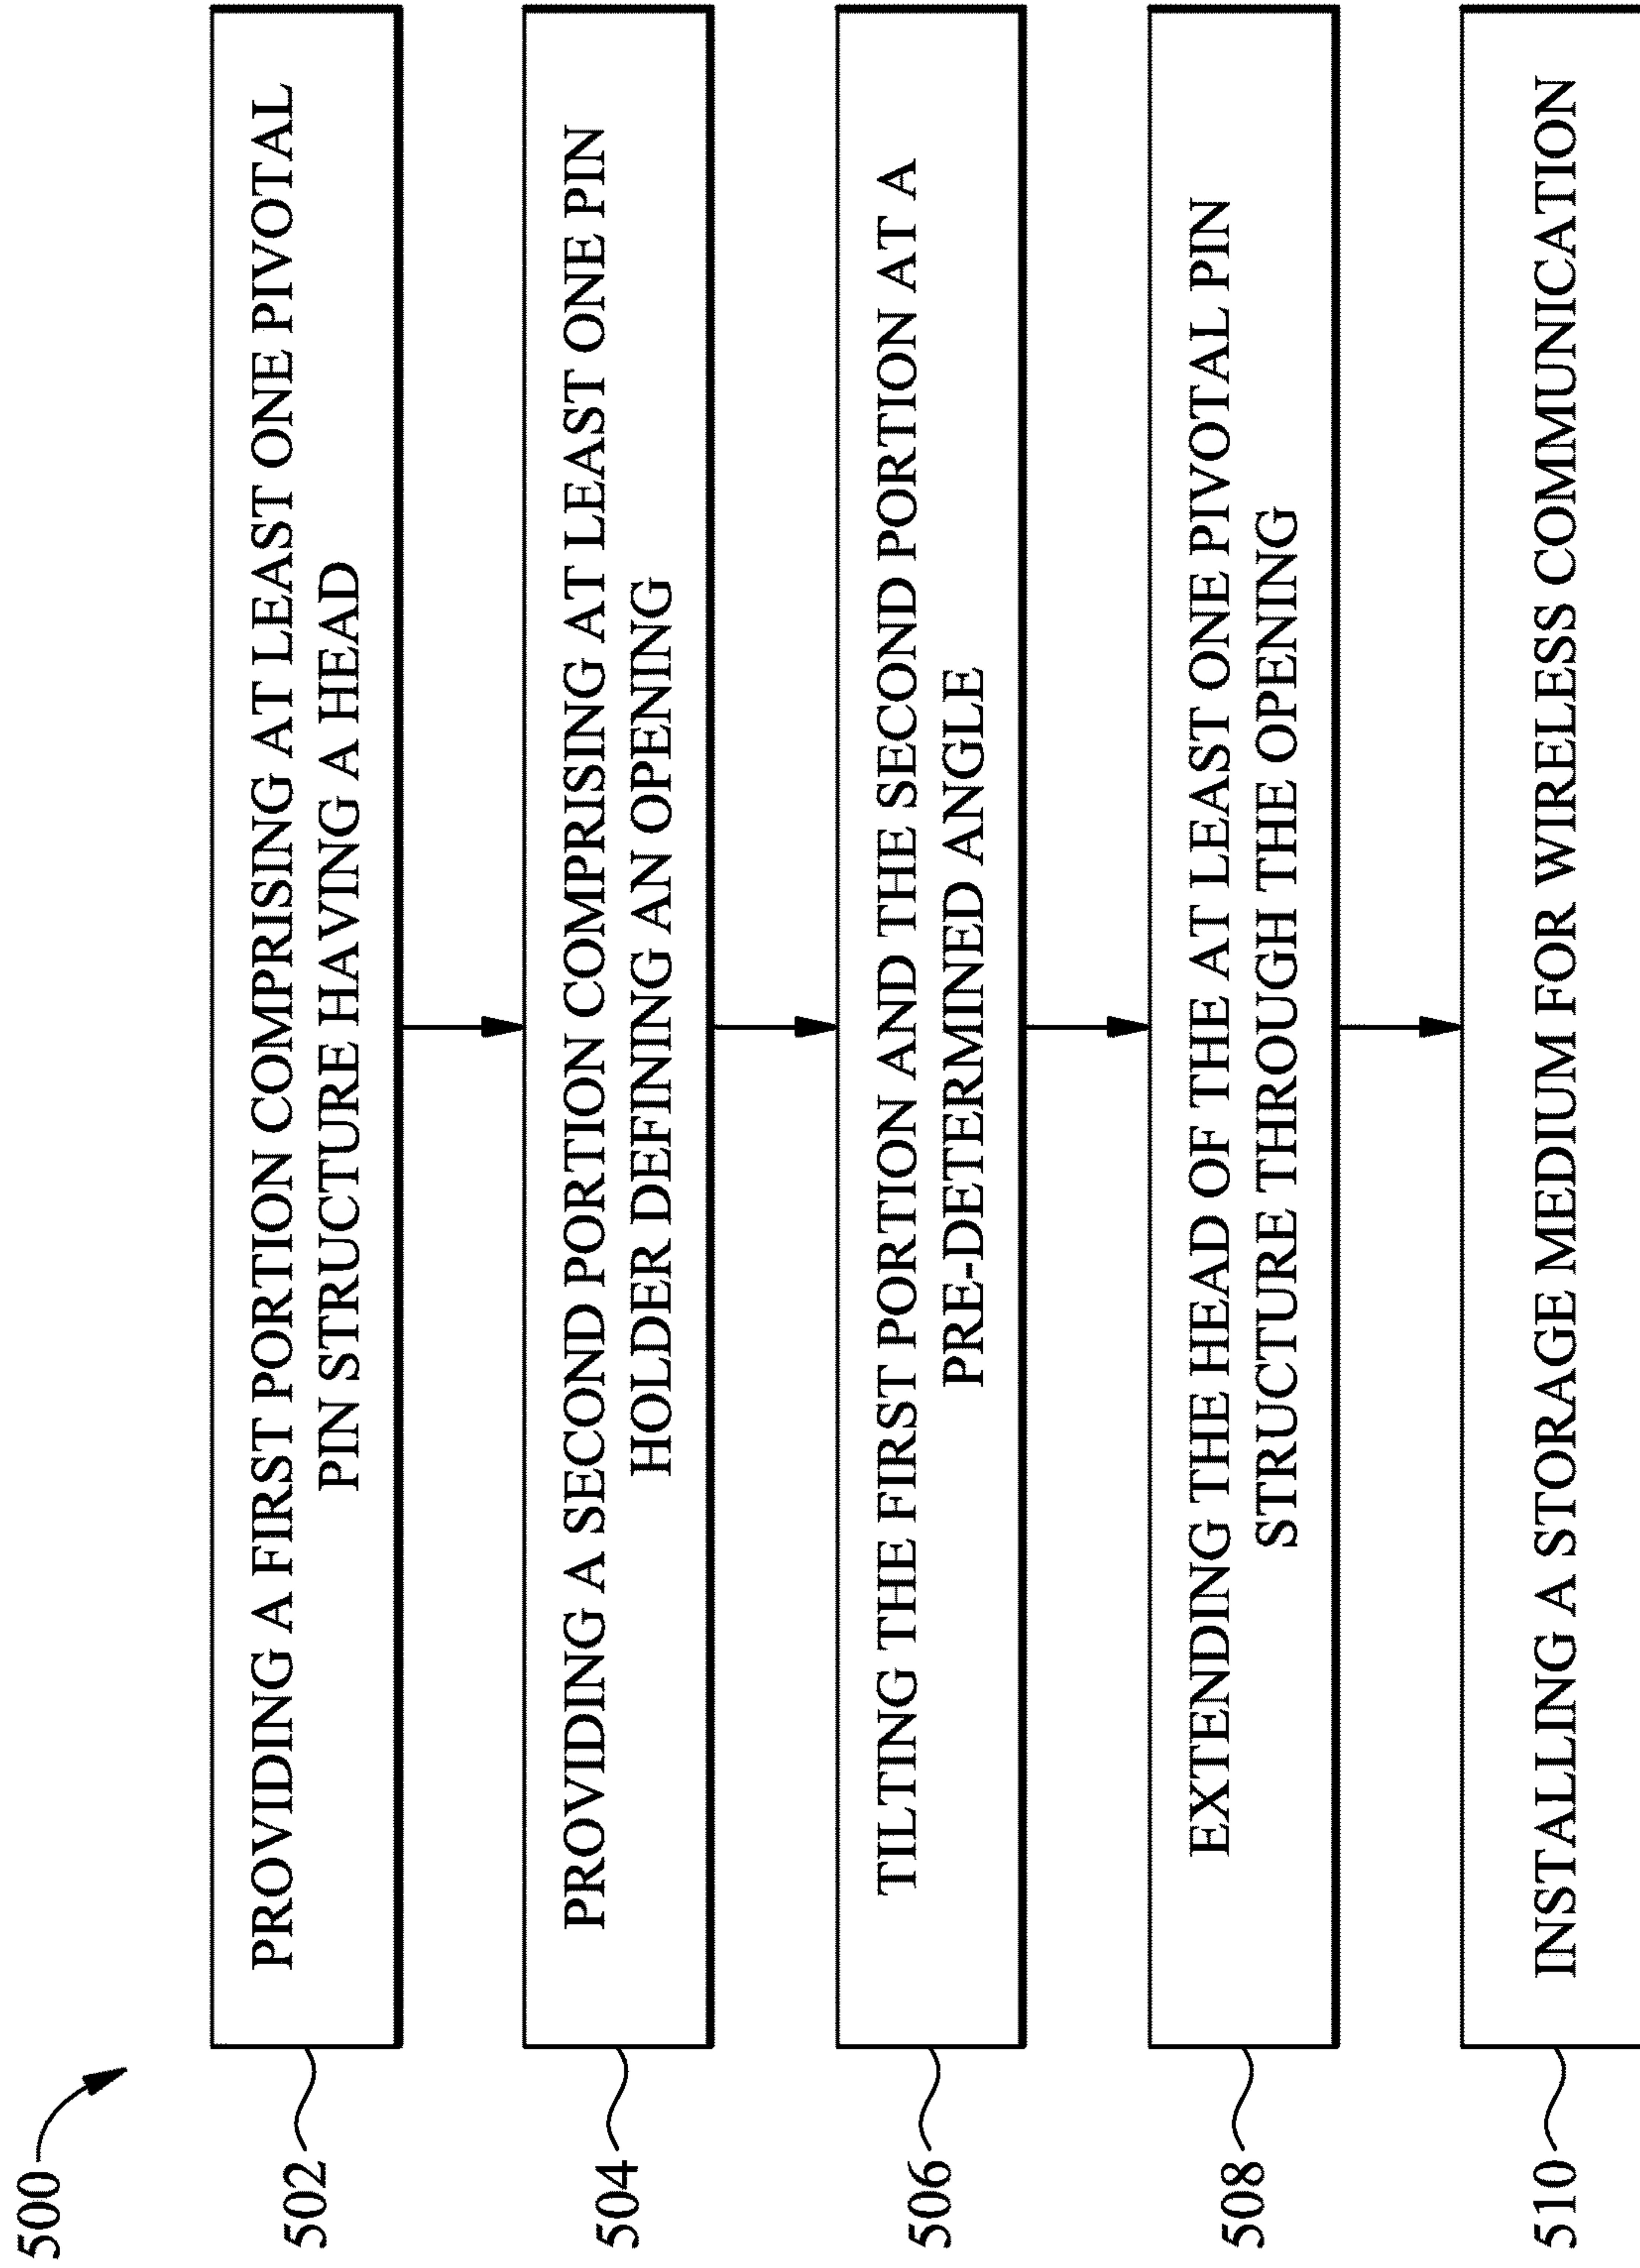 500
502
PROVIDING A FIRST PORTION COMPRISING AT LEAST ONE PIVOTAL
PIN STRUCTURE HAVING A HEAD
504
PROVIDING A SECOND PORTION COMPRISING AT LEAST ONE PIN
HOLDER DEFINING AN OPENING
506
TILTING THE FIRST PORTION AND THE SECOND PORTION AT A
PRE-DETERMINED ANGLE
508
EXTENDING THE HEAD OF THE AT LEAST ONE PIVOTAL PIN
STRUCTURE THROUGH THE OPENING
510
INSTALLING A STORAGE MEDIUM FOR WIRELESS COMMUNICATION